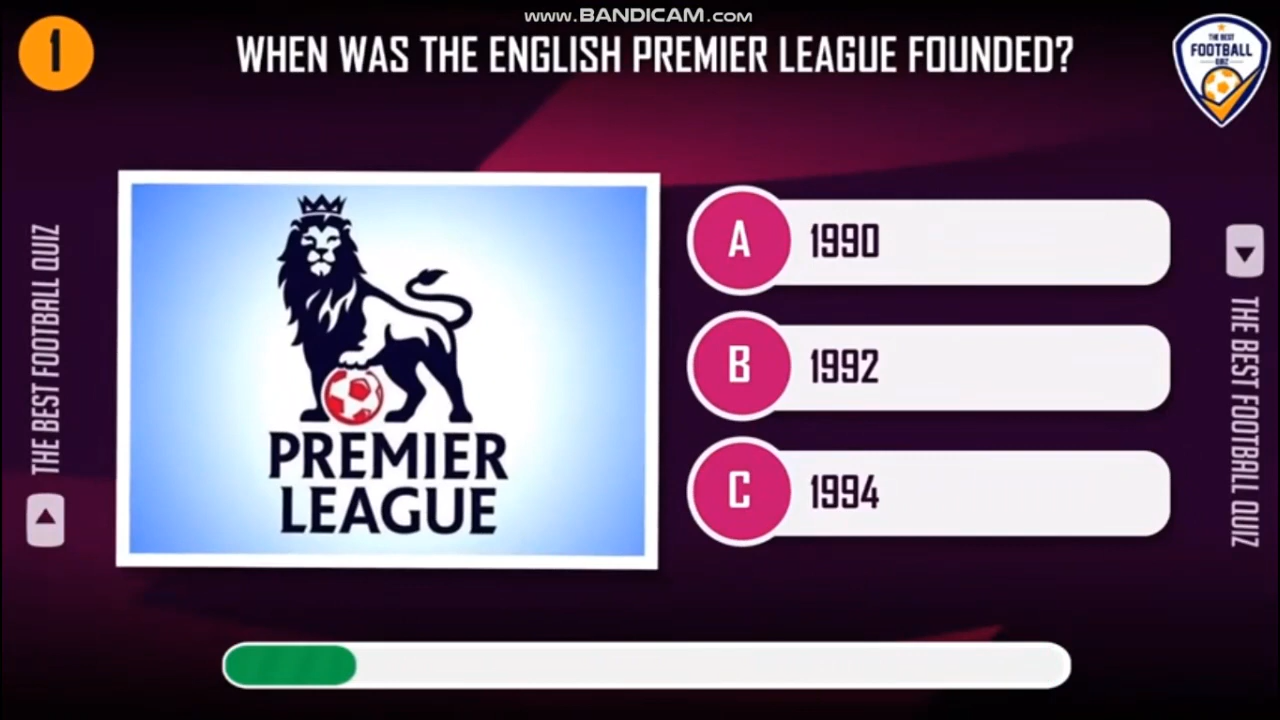 www.BANDICAM.com
1
WHEN WAS THE ENGLISH PREMIER LEAGUE FOUNDED?
THE BEST
FOOTBALL
QUIZ
THE BEST FOOTBALL QUIZ
PREMIER
LEAGUE
A 1990
B 1992
C 1994
THE BEST FOOTBALL QUIZ